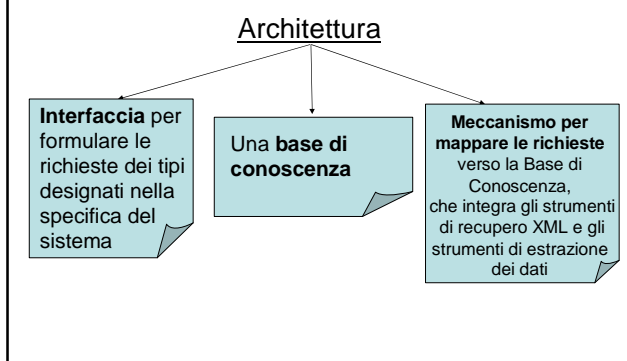 Architettura
Interfaccia per
formulare le
richieste dei tipi
designati nella
specifica del
sistema
Una base di
conoscenza
Meccanismo per
mappare le richieste
verso la Base di
Conoscenza,
che integra gli strumenti
di recupero XML e gli
strumenti di estrazione
dei dati